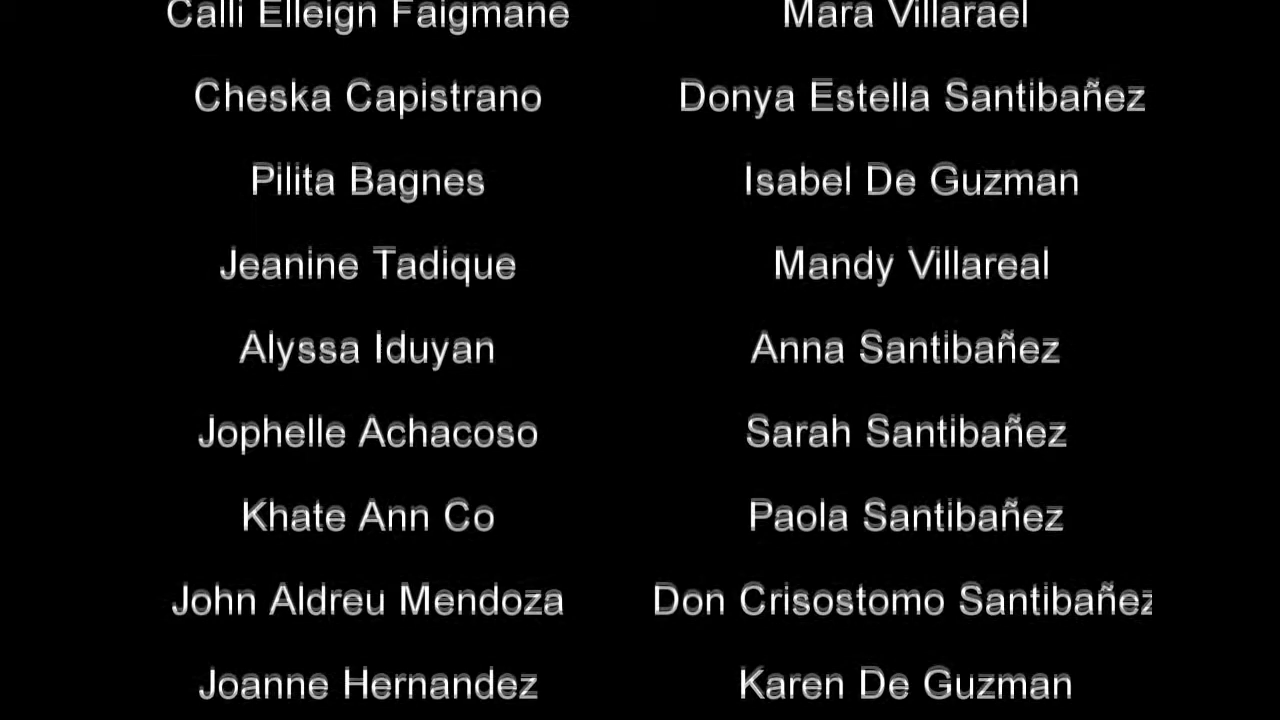 Calli Elleign Faigmane Mara Villarael
Cheska Capistrano Donya Estella Santibañez
Pilita Bagnes Isabel De Guzman
Jeanine Tadique Mandy Villareal
Alyssa Iduyan Anna Santibañez
Jophelle Achacoso Sarah Santibañez
Khate Ann Co Paola Santibañez
John Aldreu Mendoza Don Crisostomo Santibañez
Joanne Hernandez Karen De Guzman